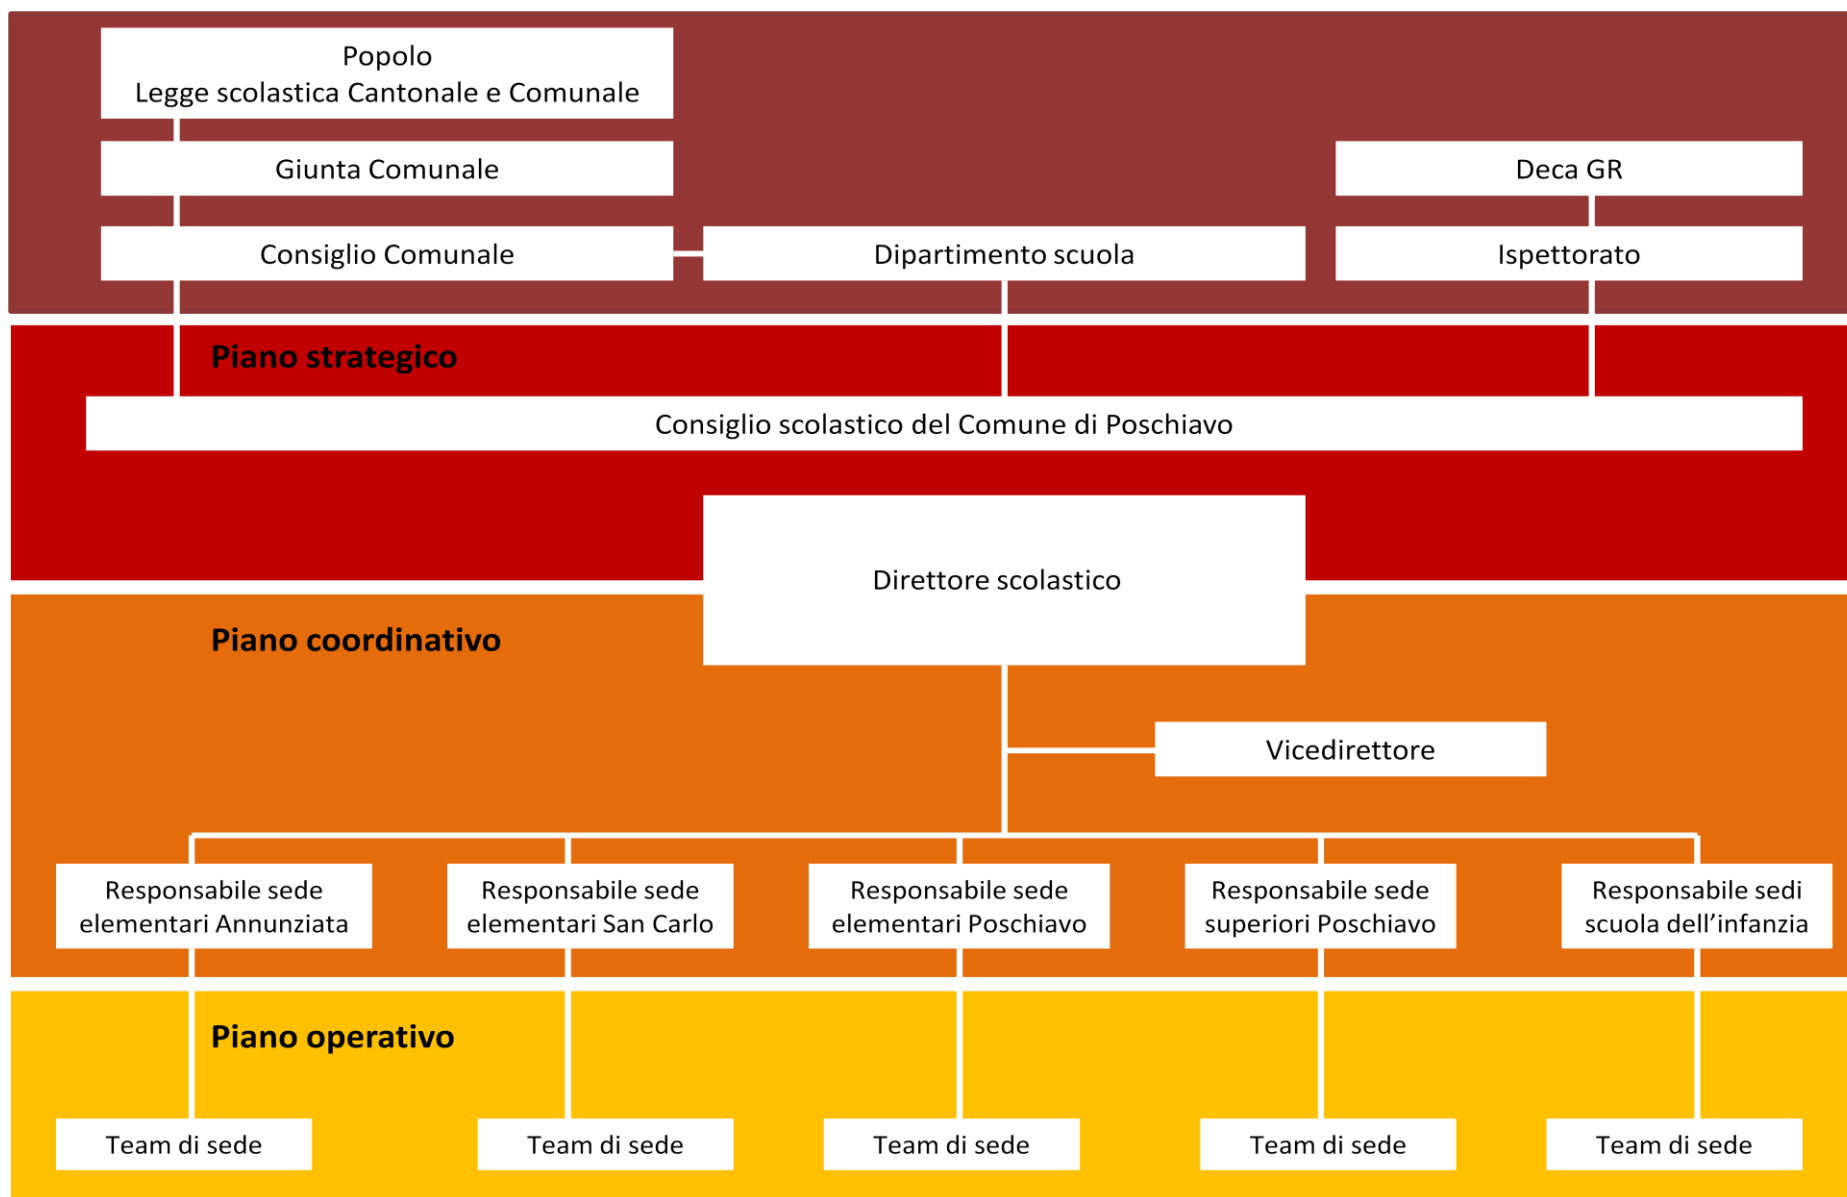 Popolo
Legge scolastica Cantonale e Comunale
Giunta Comunale
Deca GR
Consiglio Comunale
Dipartimento scuola
Ispettorato
Piano strategico
Consiglio scolastico del Comune di Poschiavo
Direttore scolastico
Piano coordinativo
Vicedirettore
Responsabile sede
elementari Annunziata
Responsabile sede
elementari San Carlo
Responsabile sede
elementari Poschiavo
Responsabile sede
superiori Poschiavo
Responsabile sedi
scuola dell’infanzia
Piano operativo
Team di sede
Team di sede
Team di sede
Team di sede
Team di sede